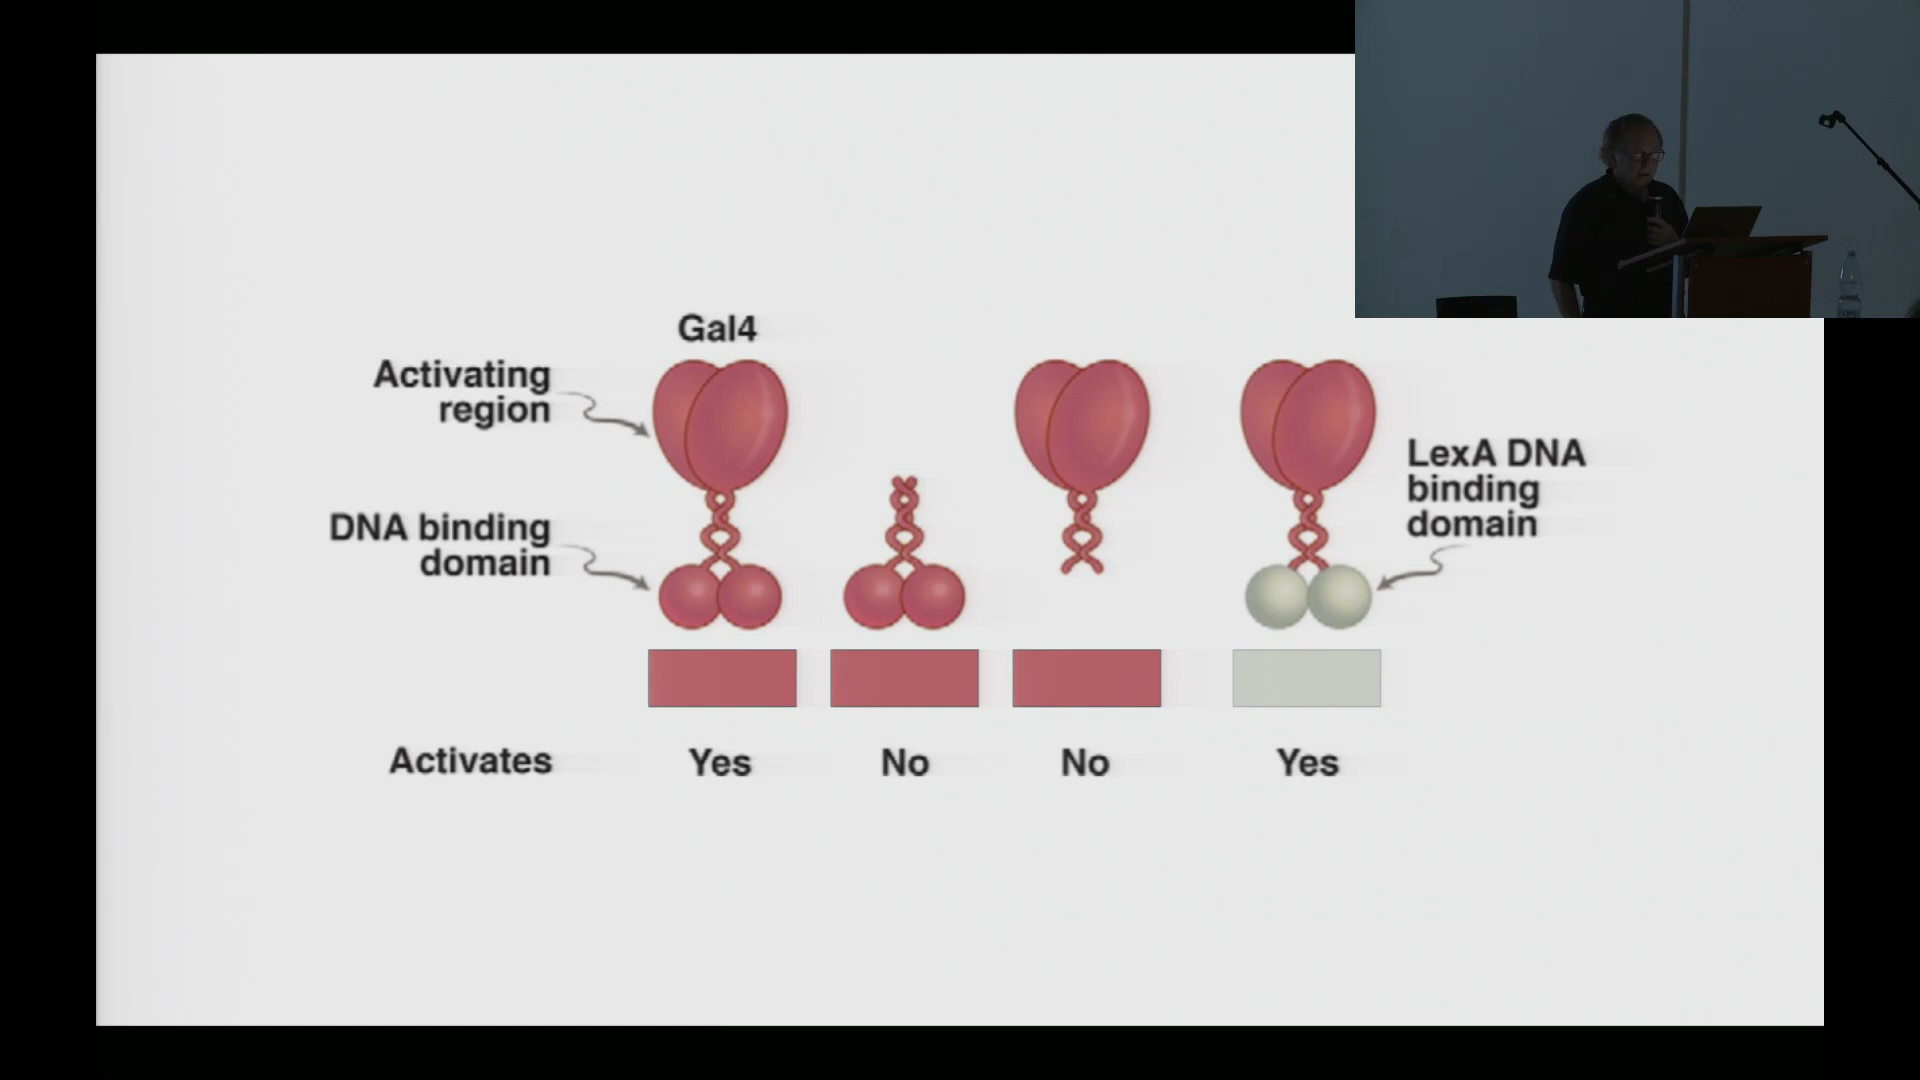 Gal4
Activating
region
DNA binding
domain
LexA DNA
binding
domain
Activates Yes No No Yes